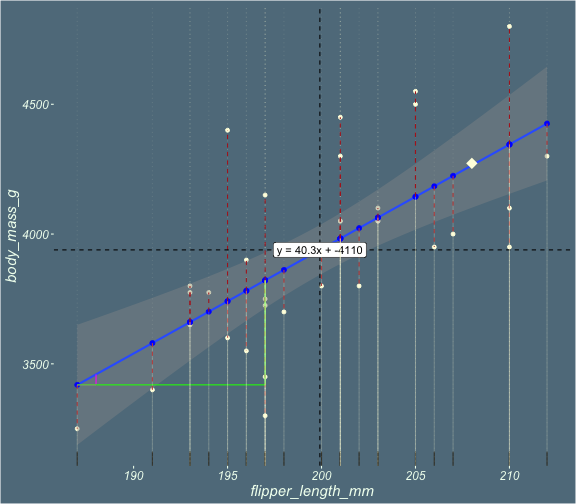 4500
4000
3500
body_mass_g
y = 40.3x + -4110
190 195 200 205 210
flipper_length_mm